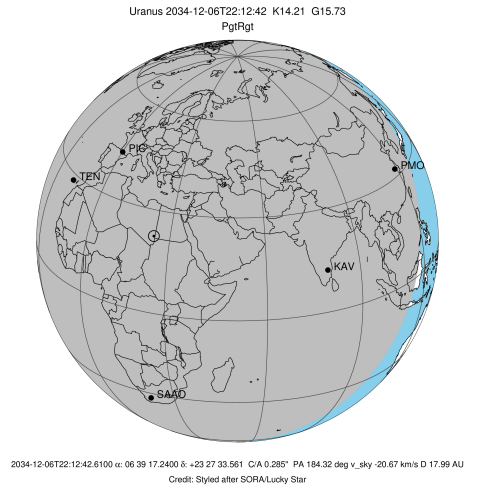 Uranus 2034-12-06T22:12:42 K14.21 G15.73
PgtRgt
PIC
TEN
PMO
KAV
SAAO
2034-12-06T22:12:42.6100 α: 06 39 17.2400 δ: +23 27 33.561 C/A 0.285" PA 184.32 deg v_sky -20.67 km/s D 17.99 AU
Credit: Styled after SORA/Lucky Star